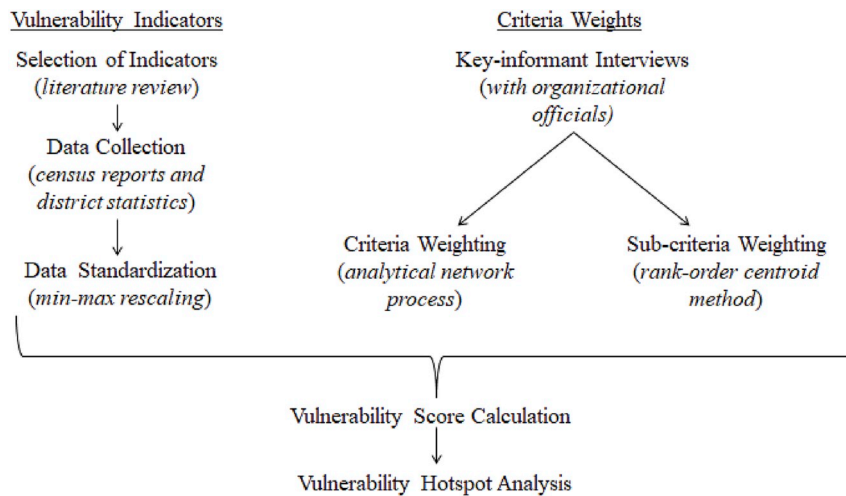 Vulnerability Indicators
Selection of Indicators
(literature review)
Data Collection
(census reports and
district statistics)
Data Standardization
(min-max rescaling)
Criteria Weights
Key-informant Interviews
(with organizational
officials)
Criteria Weighting
(analytical network
process)
Sub-criteria Weighting
(rank-order centroid
method)
Vulnerability Score Calculation
Vulnerability Hotspot Analysis